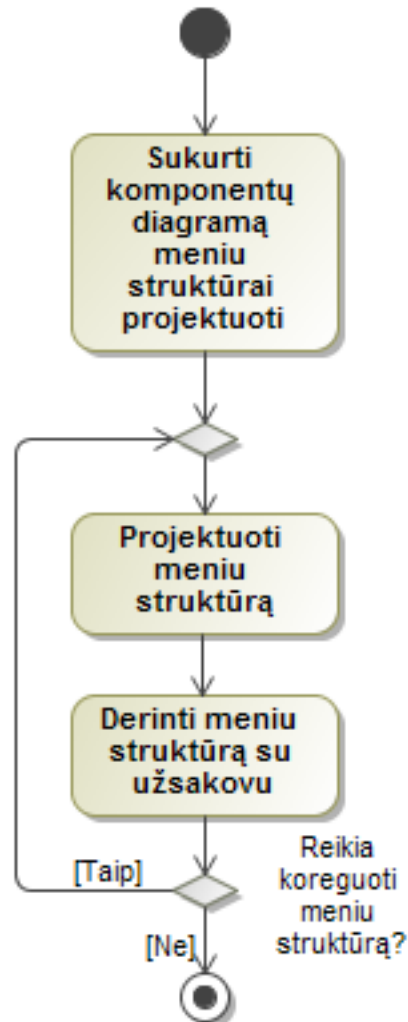 Sukurti
komponentų
diagramą
meniu
struktūrai
projektuoti
Projektuoti
meniu
struktūrą
Derinti meniu
struktūrą su
užsakovu
[Taip]
Reikia
koreguoti
meniu
struktūrą?
[Ne]